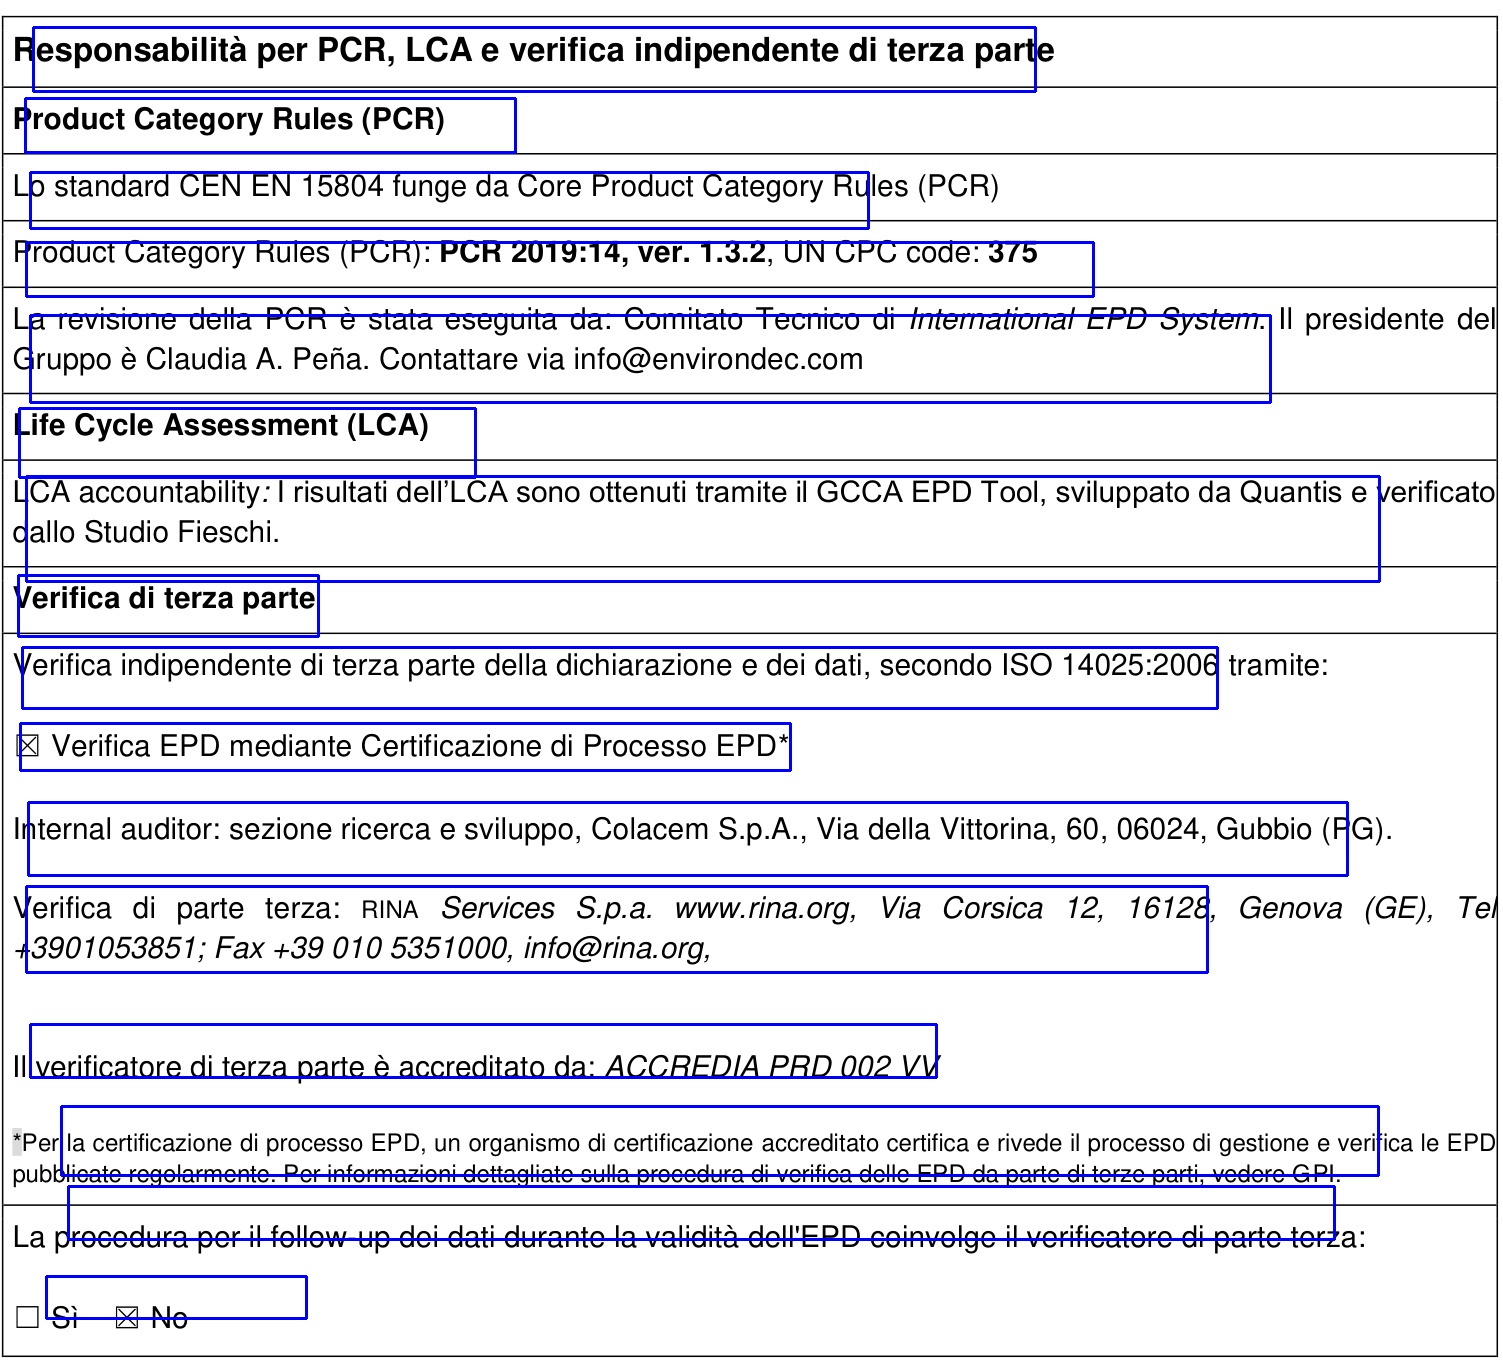 Responsabilità per PCR, LCA e verifica indipendente di terza parte
Product Category Rules (PCR)
Lo standard CEN EN 15804 funge da Core Product Category Rules (PCR)
Product Category Rules (PCR): PCR 2019:14, ver. 1.3.2, UN CPC code: 375
La revisione della PCR è stata eseguita da: Comitato Tecnico di International EPD System. Il presidente del
Gruppo è Claudia A. Peña. Contattare via info@environdec.com
Life Cycle Assessment (LCA)
LCA accountability: I risultati dell’LCA sono ottenuti tramite il GCCA EPD Tool, sviluppato da Quantis e verificato
dallo Studio Fieschi.
Verifica di terza parte
Verifica indipendente di terza parte della dichiarazione e dei dati, secondo ISO 14025:2006 tramite:
☒ Verifica EPD mediante Certificazione di Processo EPD*
Internal auditor: sezione ricerca e sviluppo, Colacem S.p.A., Via della Vittorina, 60, 06024, Gubbio (PG).
Verifica di parte terza: RINA Services S.p.a. www.rina.org, Via Corsica 12, 16128, Genova (GE), Tel
+3901053851; Fax +39 010 5351000, info@rina.org,
Il verificatore di terza parte è accreditato da: ACCREDIA PRD 002 VV
*Per la certificazione di processo EPD, un organismo di certificazione accreditato certifica e rivede il processo di gestione e verifica le EPD
pubblicate regolarmente. Per informazioni dettagliate sulla procedura di verifica delle EPD da parte di terze parti, vedere GPI.
La procedura per il follow-up dei dati durante la validità dell'EPD coinvolge il verificatore di parte terza:
☐ Sì ☒ No